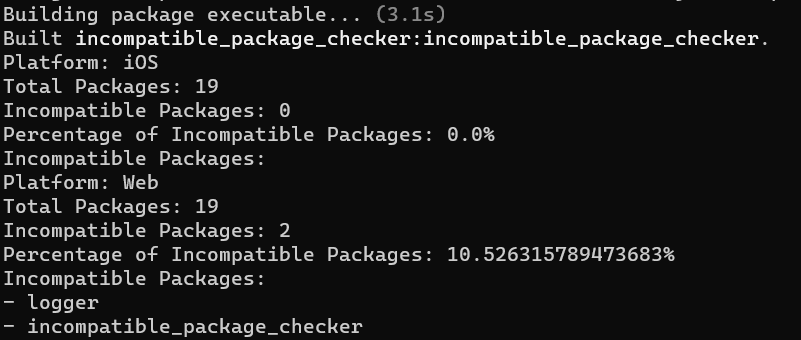 Building package executable... (3.1s)
Built incompatible_package_checker:incompatible_package_checker.
Platform: iOS
Total Packages: 19
Incompatible Packages: 0
Percentage of Incompatible Packages: 0.0%
Incompatible Packages:
Platform: Web
Total Packages: 19
Incompatible Packages: 2
Percentage of Incompatible Packages: 10.526315789473683%
Incompatible Packages:
- logger
- incompatible_package_checker